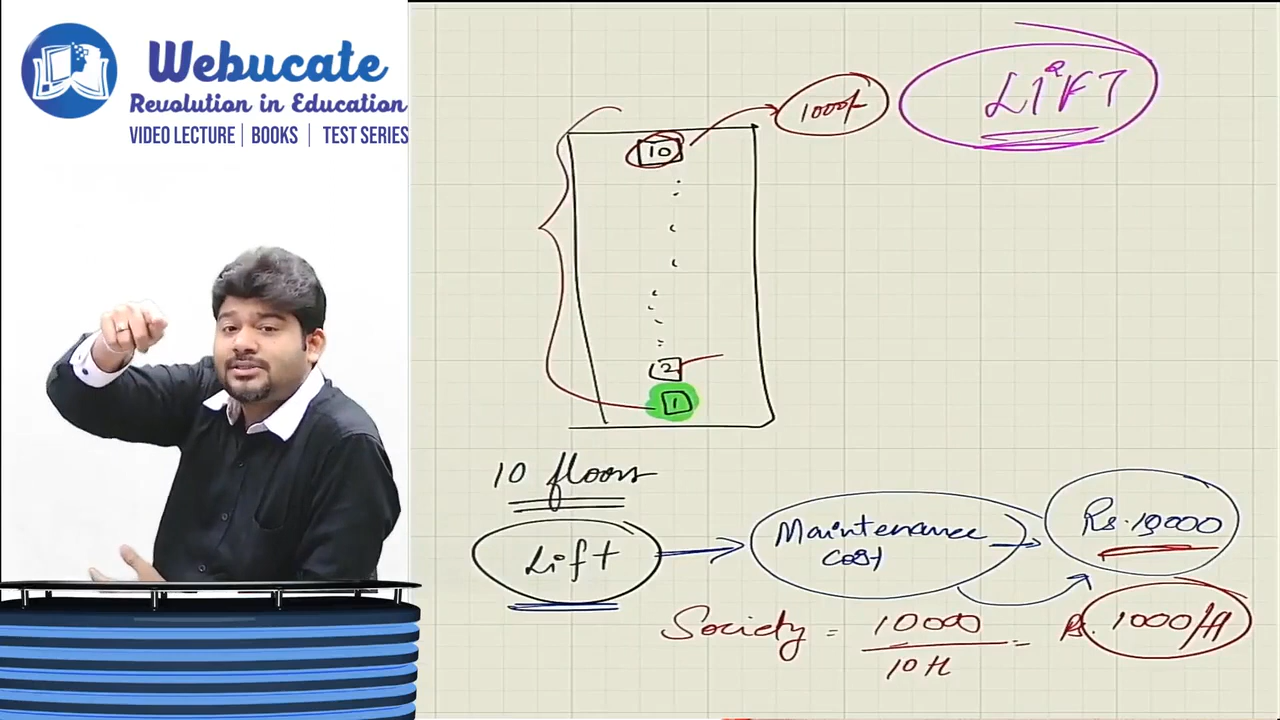 Webucate
Revolution in Education
VIDEO LECTURE | BOOKS | TEST SERIES
LIFT
1000/-
10
2
1
10 floors
Lift
Maintenance
cost
Rs. 10000
Society = 10000 / 10 = Rs. 1000/